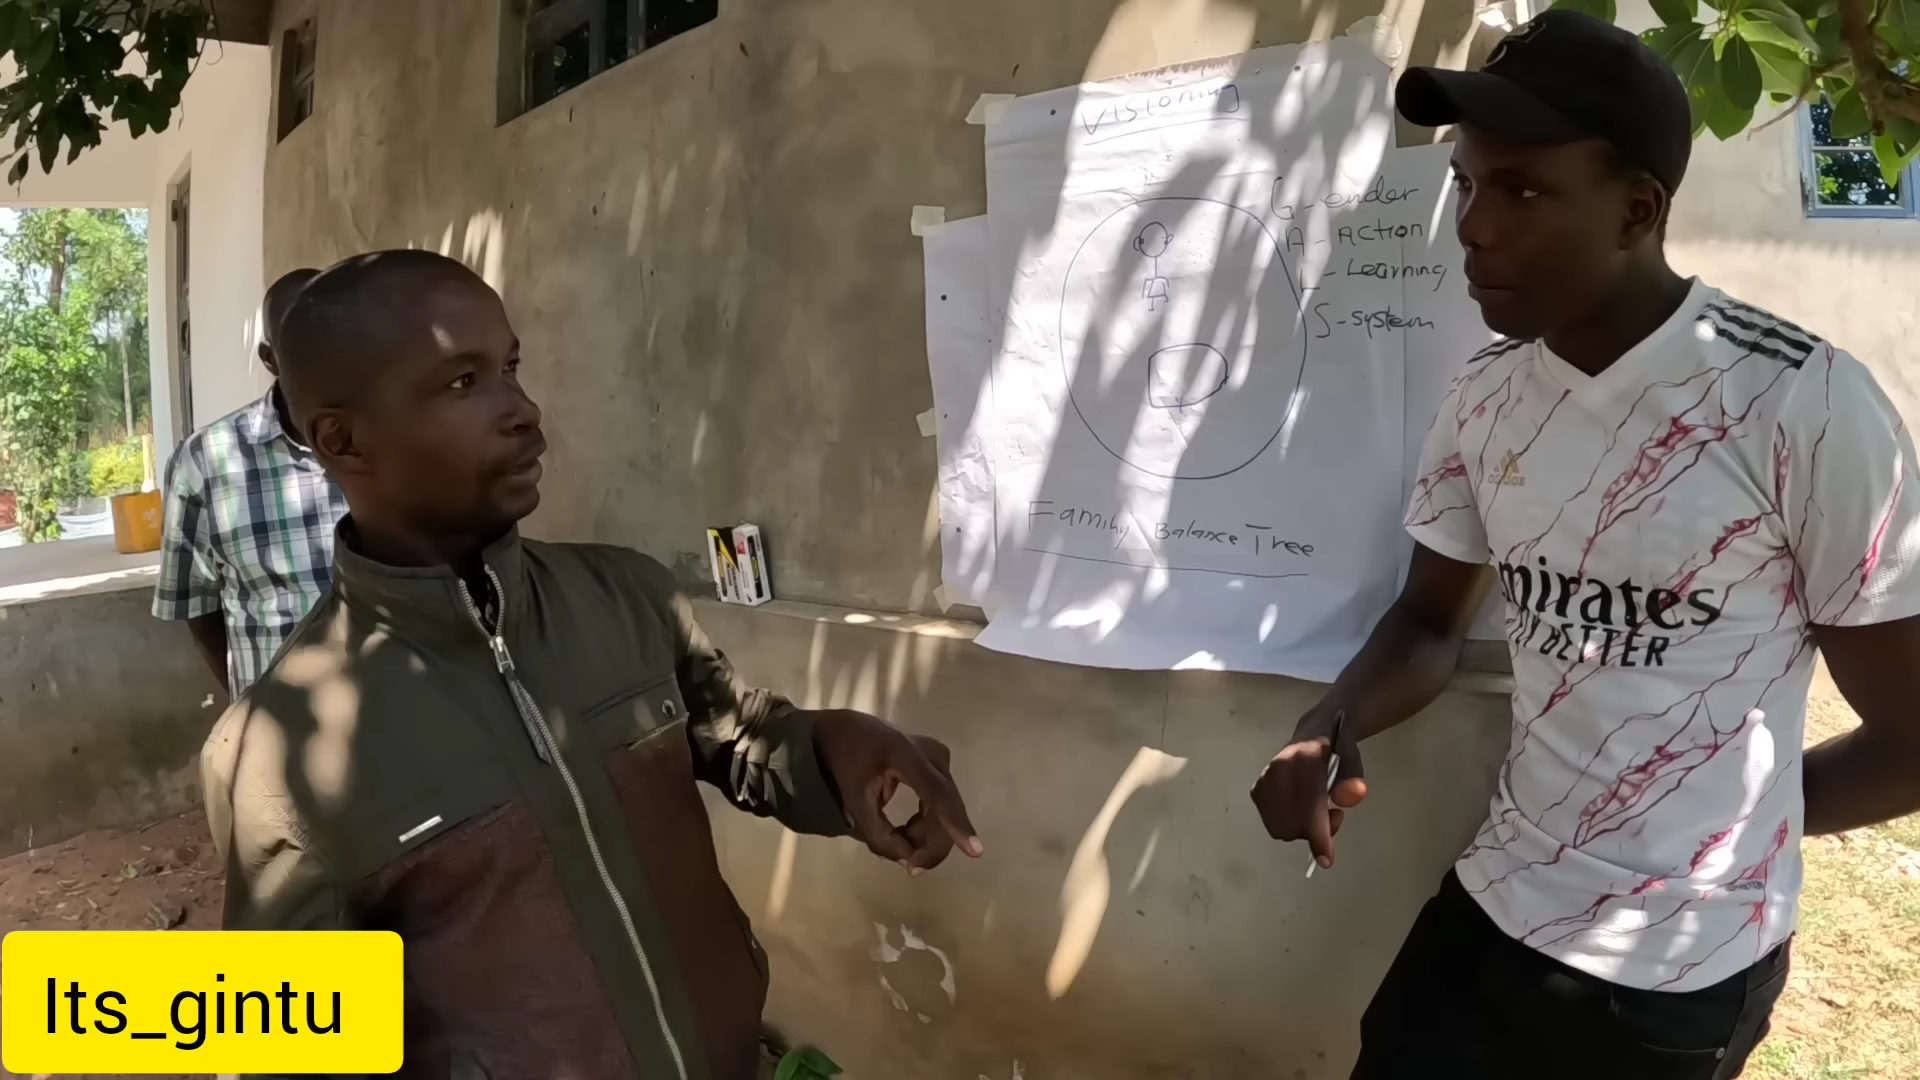 Visioning
G-ender
A-Action
L-Learning
S-system
Family Balance Tree
adidas
mirates
BETTER
Its_gintu